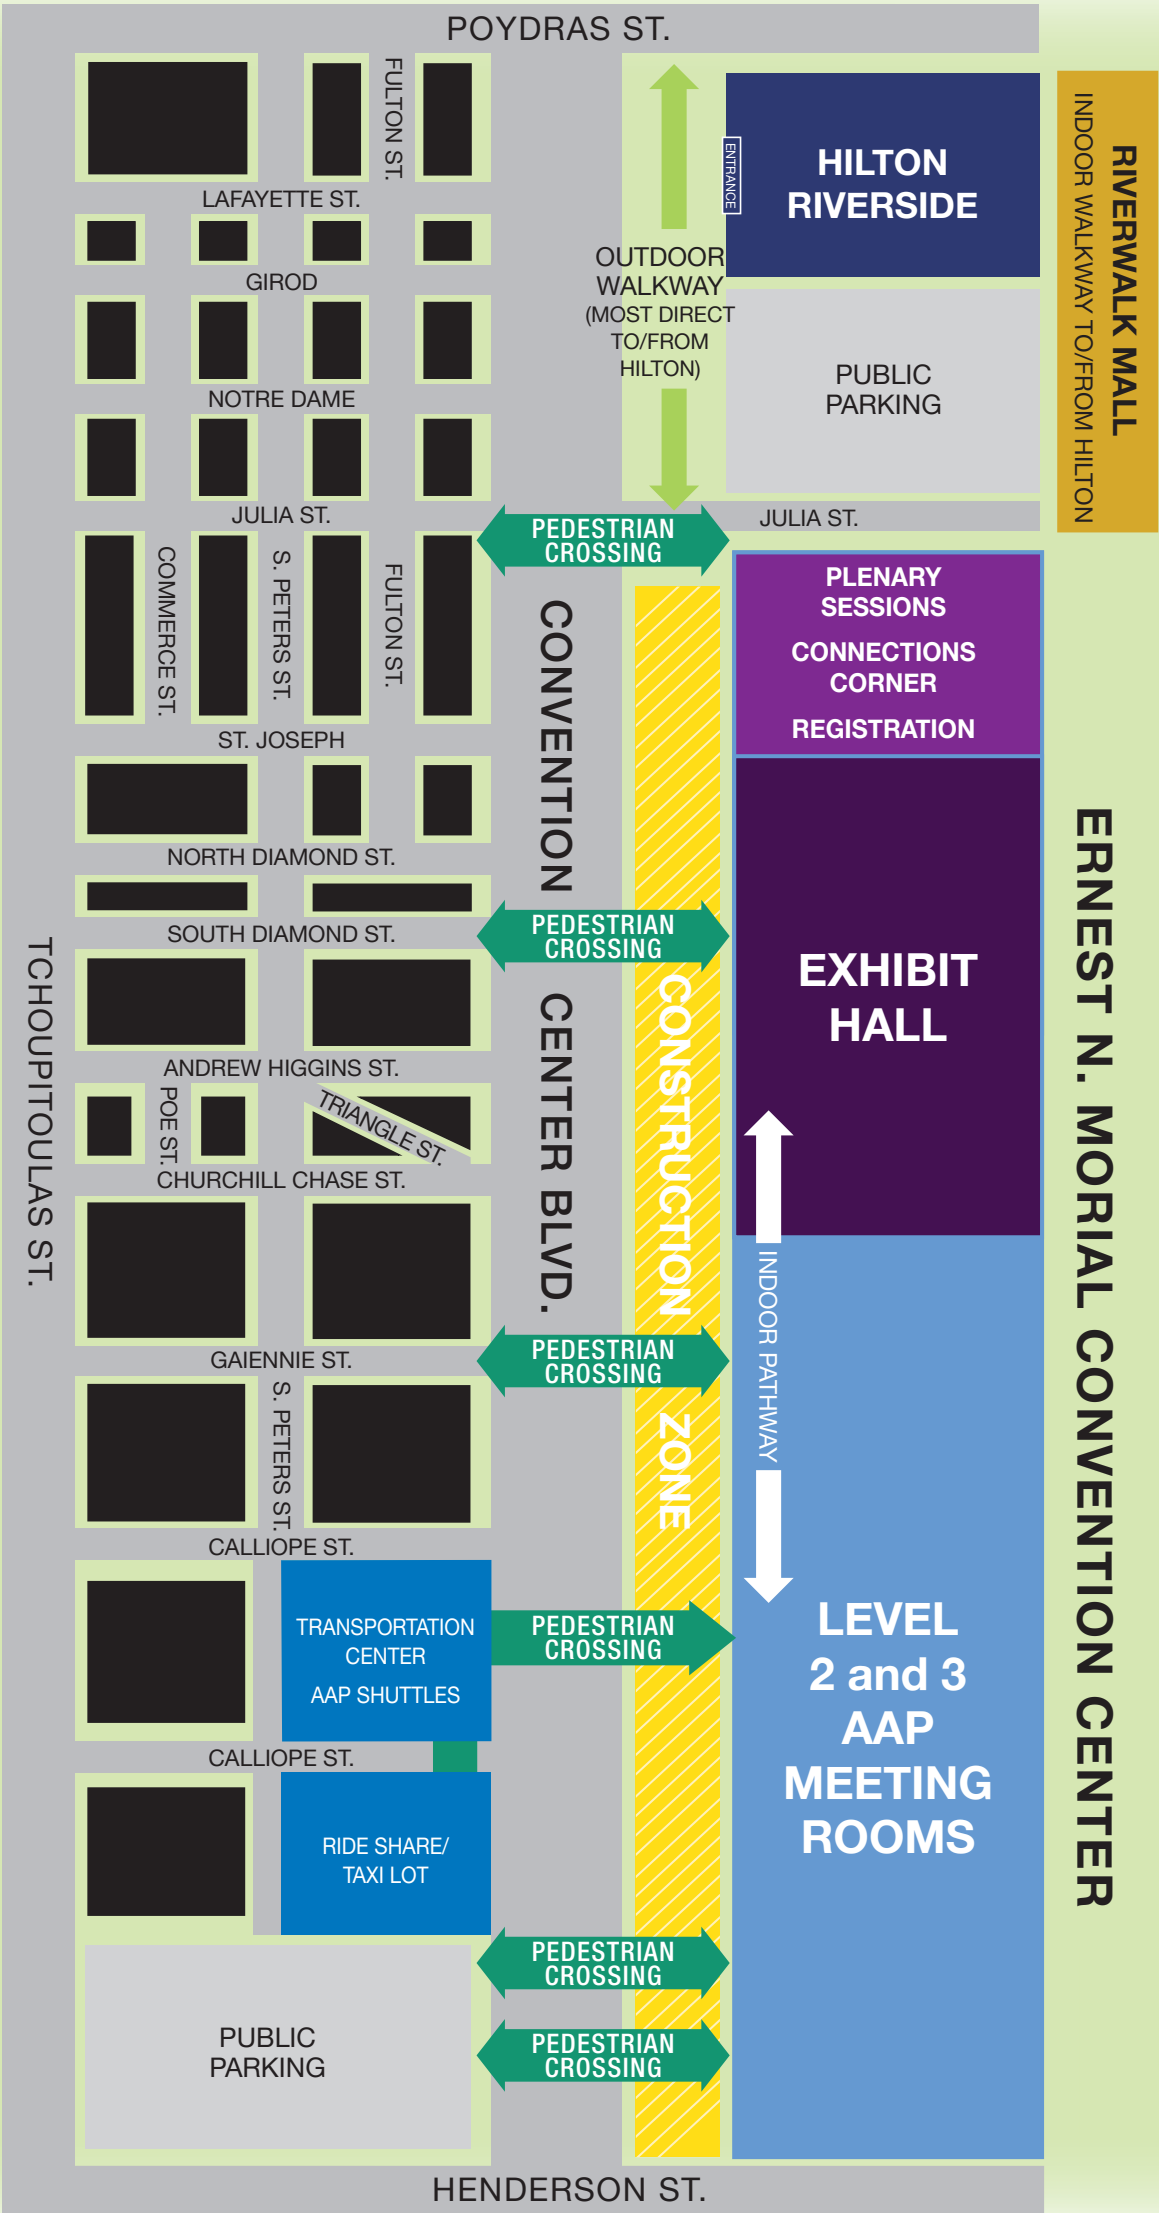 POYDRAS ST.
FULTON ST.
LAFAYETTE ST.
GIROD
NOTRE DAME
JULIA ST.
COMMERCE ST.
S. PETERS ST.
FULTON ST.
ST. JOSEPH
NORTH DIAMOND ST.
SOUTH DIAMOND ST.
ANDREW HIGGINS ST.
POE ST.
TRIANGLE ST.
CHURCHILL CHASE ST.
GAIENNIE ST.
S. PETERS ST.
CALLIOPE ST.
TRANSPORTATION
CENTER
AAP SHUTTLES
CALLIOPE ST.
RIDE SHARE/
TAXI LOT
PUBLIC
PARKING
TCHOUPITOULAS ST.
CONVENTION CENTER BLVD.
OUTDOOR
WALKWAY
(MOST DIRECT
TO/FROM
HILTON)
ENTRANCE
HILTON
RIVERSIDE
PUBLIC
PARKING
RIVERWALK MALL
INDOOR WALKWAY TO/FROM HILTON
JULIA ST.
PEDESTRIAN
CROSSING
PLENARY
SESSIONS
CONNECTIONS
CORNER
REGISTRATION
PEDESTRIAN
CROSSING
EXHIBIT
HALL
CONSTRUCTION ZONE
INDOOR PATHWAY
PEDESTRIAN
CROSSING
PEDESTRIAN
CROSSING
LEVEL
2 and 3
AAP
MEETING
ROOMS
PEDESTRIAN
CROSSING
PEDESTRIAN
CROSSING
ERNEST N. MORIAL CONVENTION CENTER
HENDERSON ST.